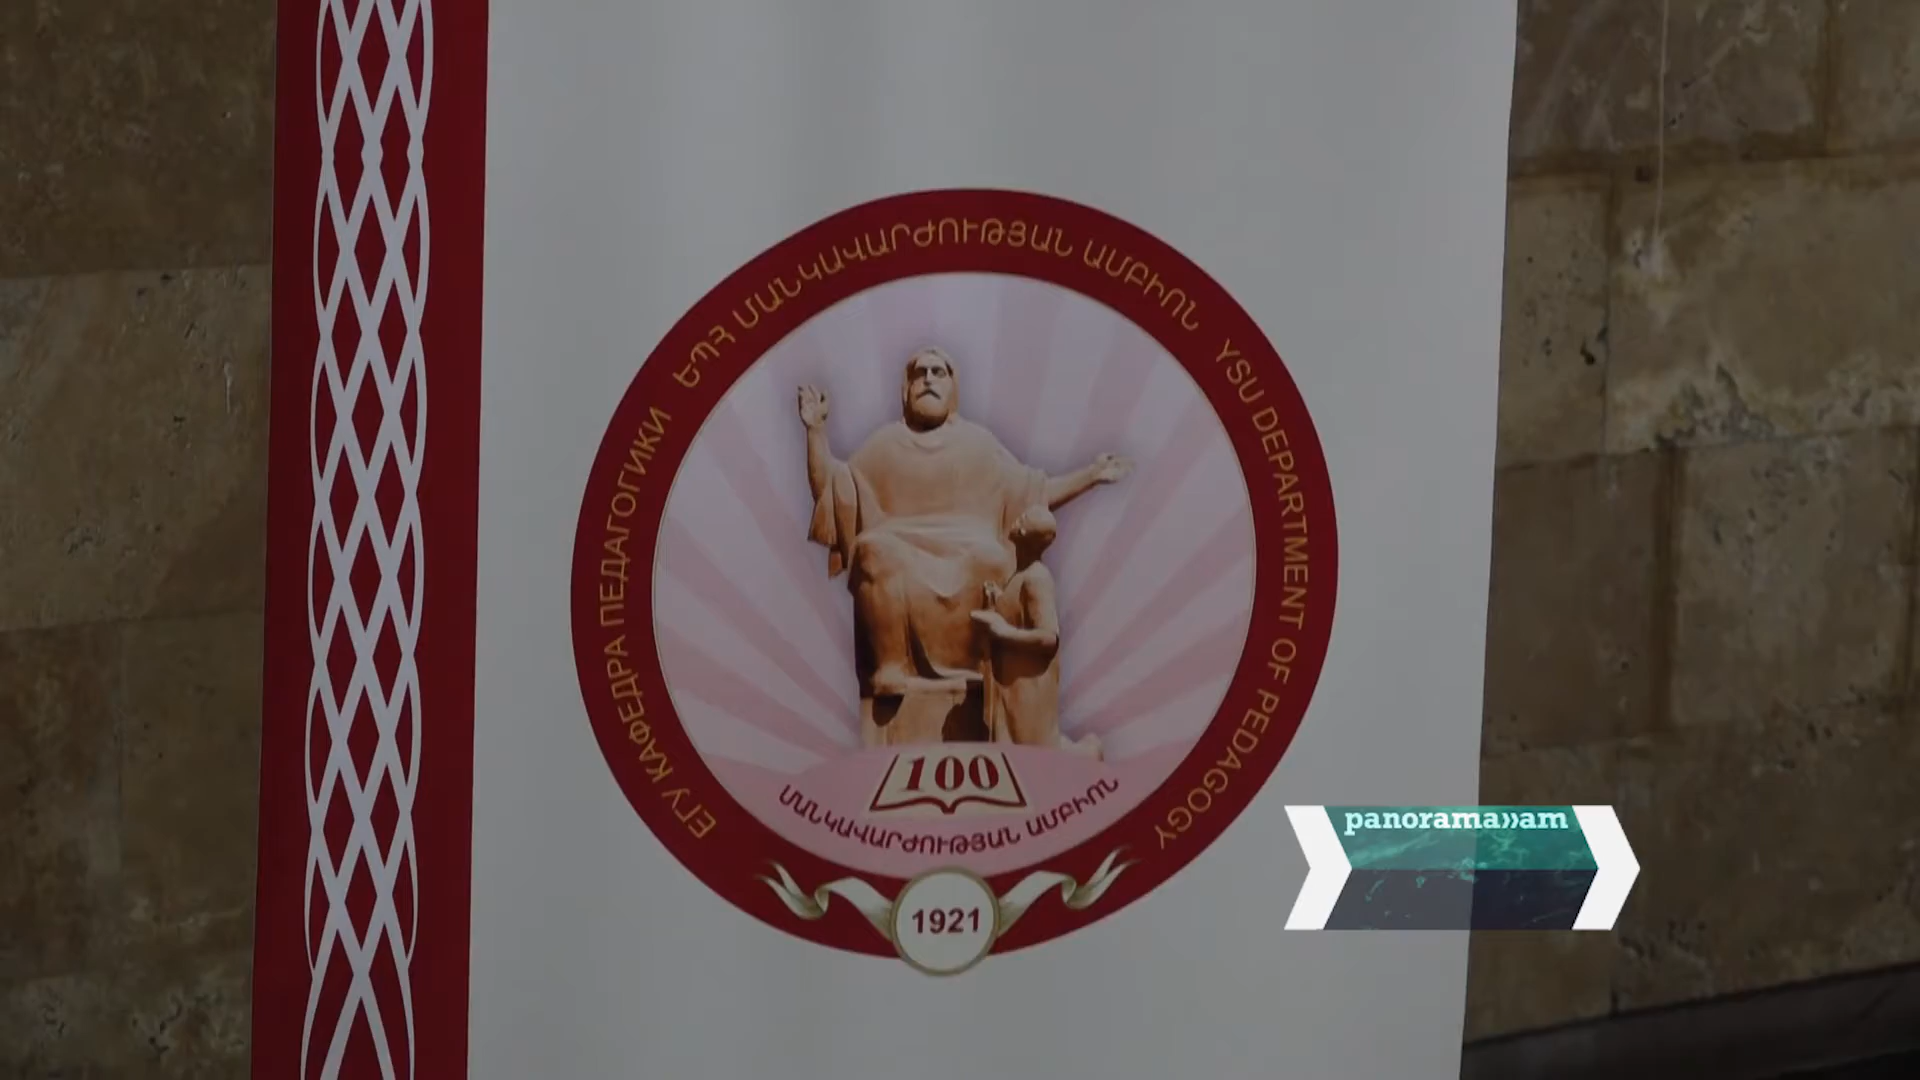 ԵՊՀ ՄԱՆԿԱՎԱՐԺՈՒԹՅԱՆ ԱՄԲԻՈՆ
YSU DEPARTMENT OF PEDAGOGY
ЕГУ КАФЕДРА ПЕДАГОГИКИ
100
ՄԱՆԿԱՎԱՐԺՈՒԹՅԱՆ ԱՄԲԻՈՆ
1921
panorama»am